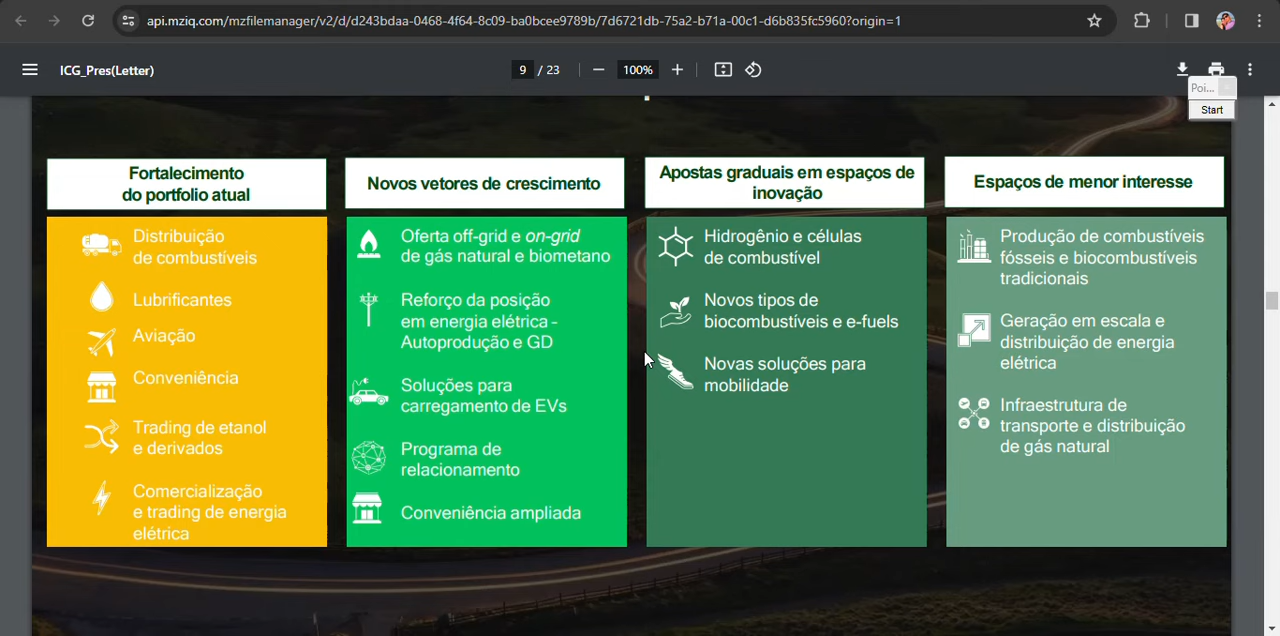 api.mziq.com/mzfilemanager/v2/d/d243bdaa-0468-4f64-8c09-ba0bcee9789b/7d6721db-75a2-b71a-00c1-d6b835fc5960?origin=1
ICG_Pres(Letter)
9 / 23
100%
Poi...
Start
Fortalecimento
do portfolio atual
Distribuição
de combustíveis
Lubrificantes
Aviação
Conveniência
Trading de etanol
e derivados
Comercialização
e trading de energia
elétrica
Novos vetores de crescimento
Oferta off-grid e on-grid
de gás natural e biometano
Reforço da posição
em energia elétrica -
Autoprodução e GD
Soluções para
carregamento de EVs
Programa de
relacionamento
Conveniência ampliada
Apostas graduais em espaços de
inovação
Hidrogênio e células
de combustível
Novos tipos de
biocombustíveis e e-fuels
Novas soluções para
mobilidade
Espaços de menor interesse
Produção de combustíveis
fósseis e biocombustíveis
tradicionais
Geração em escala e
distribuição de energia
elétrica
Infraestrutura de
transporte e distribuição
de gás natural